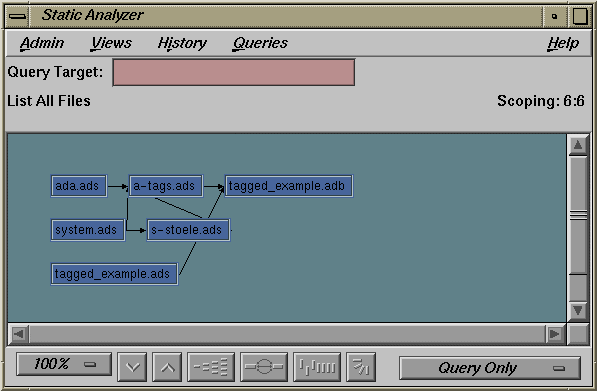 Static Analyzer
Admin Views History Queries Help
Query Target:
List All Files Scoping: 6:6
ada.ads a-tags.ads tagged_example.adb
system.ads s-stoele.ads
tagged_example.ads
100% Query Only